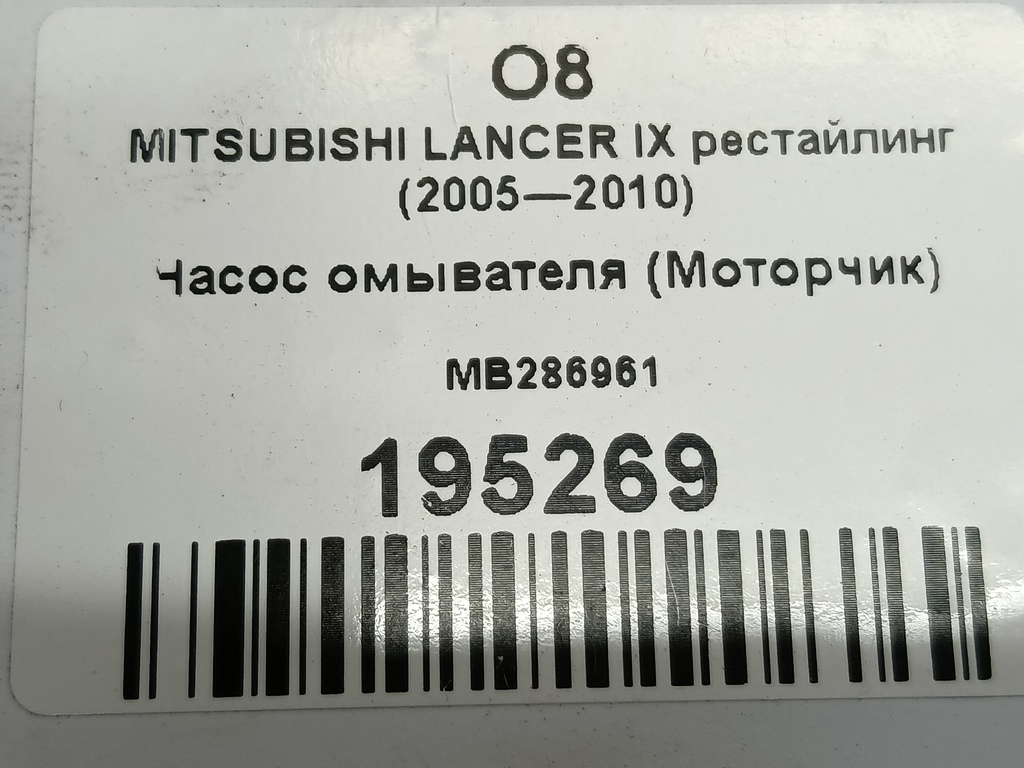 O8
MITSUBISHI LANCER IX рестайлинг
(2005—2010)
Насос омывателя (Моторчик)
MB286961
195269